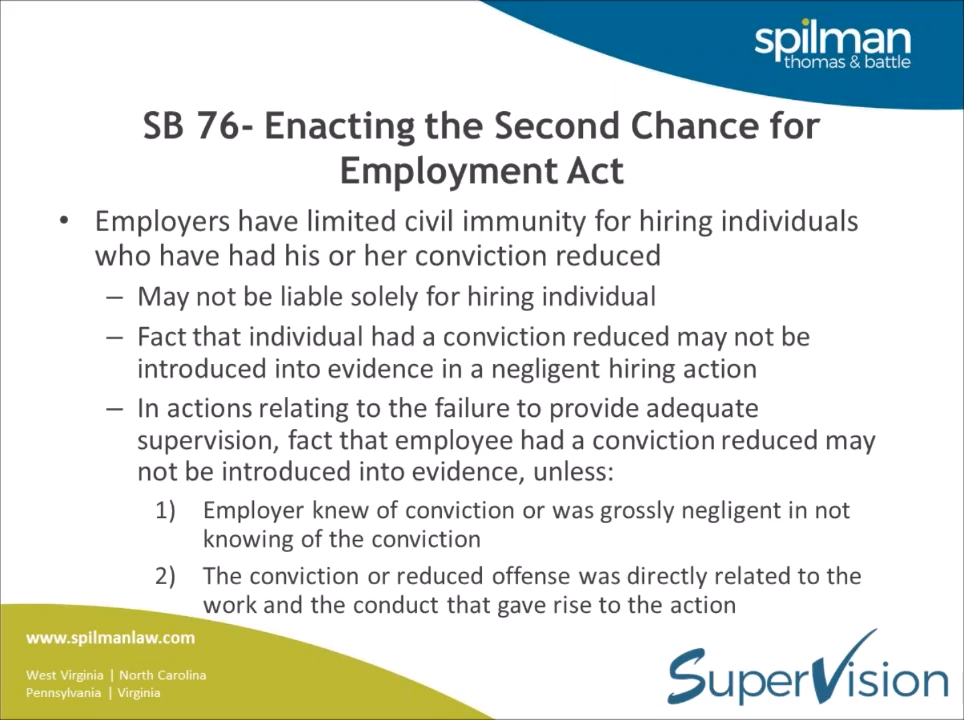 spilman
thomas & battle
SB 76- Enacting the Second Chance for
Employment Act
• Employers have limited civil immunity for hiring individuals
who have had his or her conviction reduced
– May not be liable solely for hiring individual
– Fact that individual had a conviction reduced may not be
introduced into evidence in a negligent hiring action
– In actions relating to the failure to provide adequate
supervision, fact that employee had a conviction reduced may
not be introduced into evidence, unless:
1) Employer knew of conviction or was grossly negligent in not
knowing of the conviction
2) The conviction or reduced offense was directly related to the
work and the conduct that gave rise to the action
www.spilmanlaw.com
West Virginia | North Carolina
Pennsylvania | Virginia
SuperVision